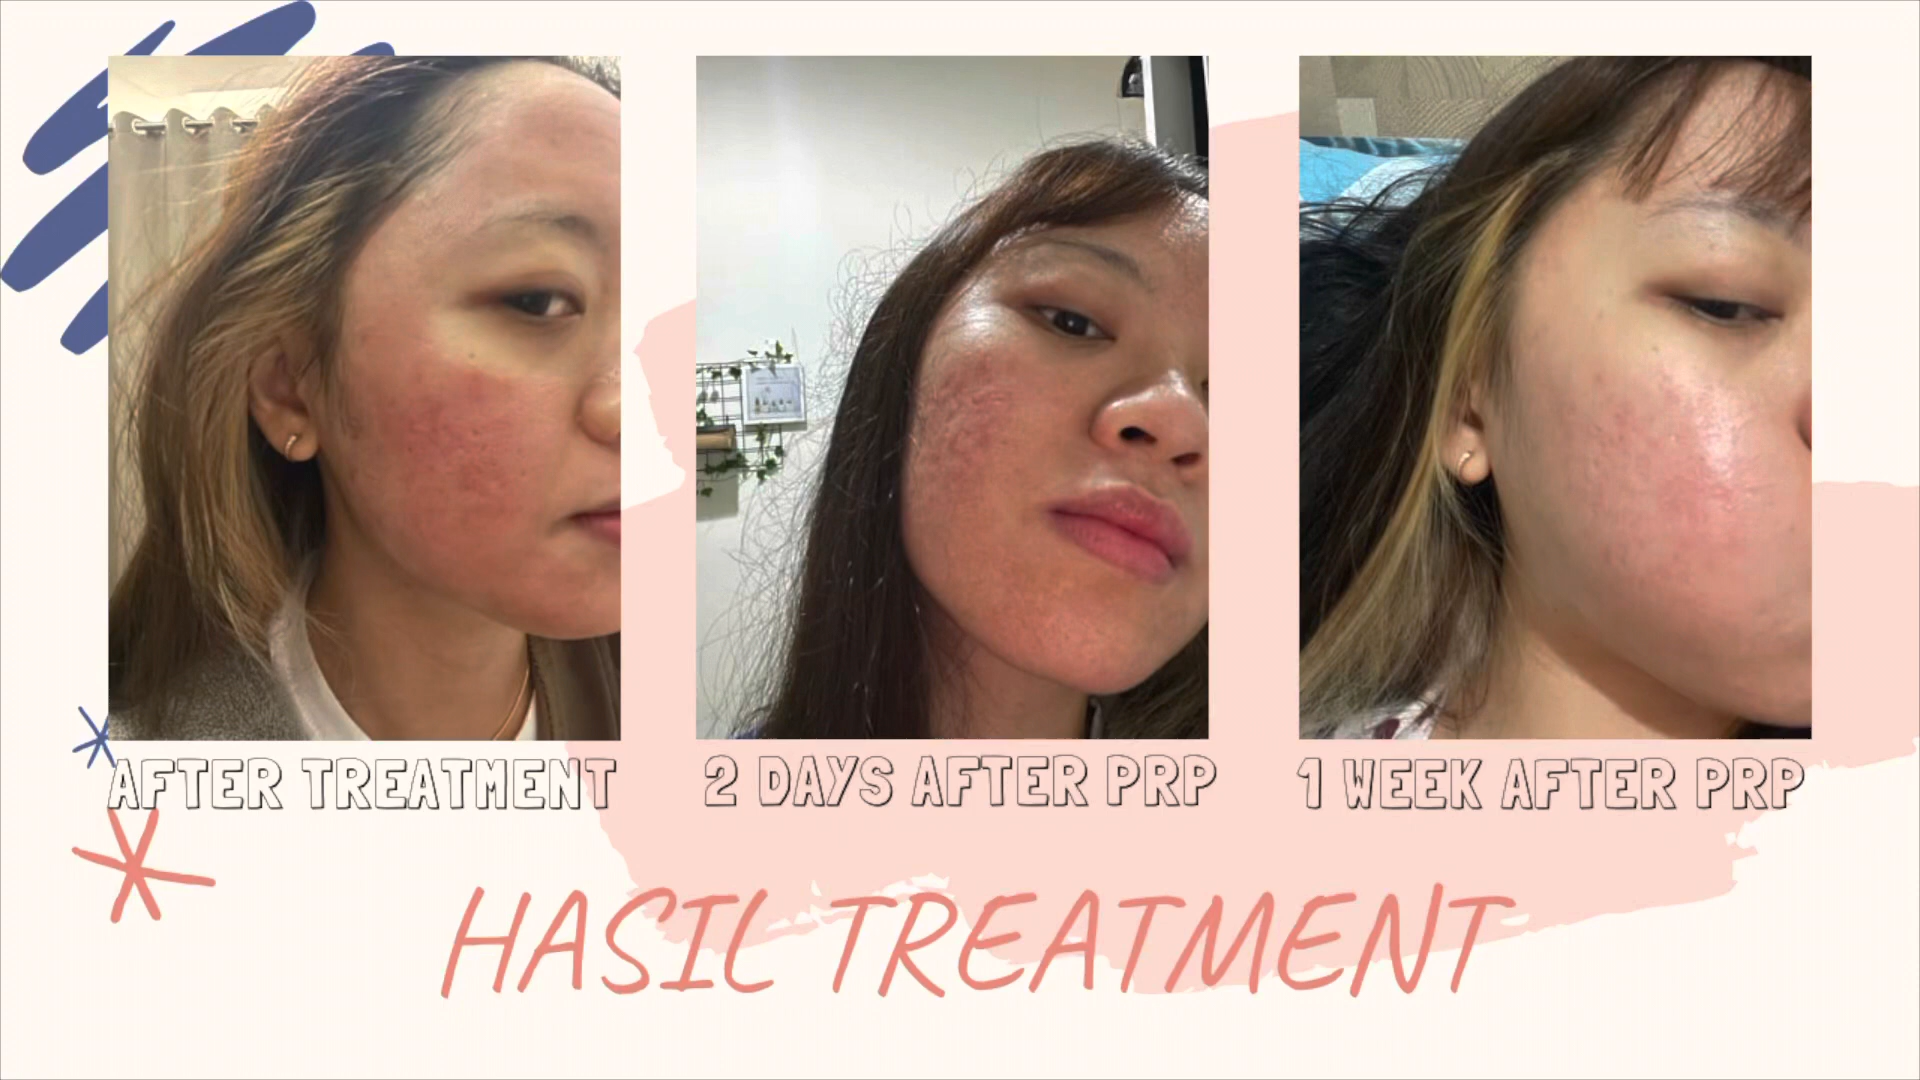 AFTER TREATMENT
2 DAYS AFTER PRP
1 WEEK AFTER PRP
HASIL TREATMENT